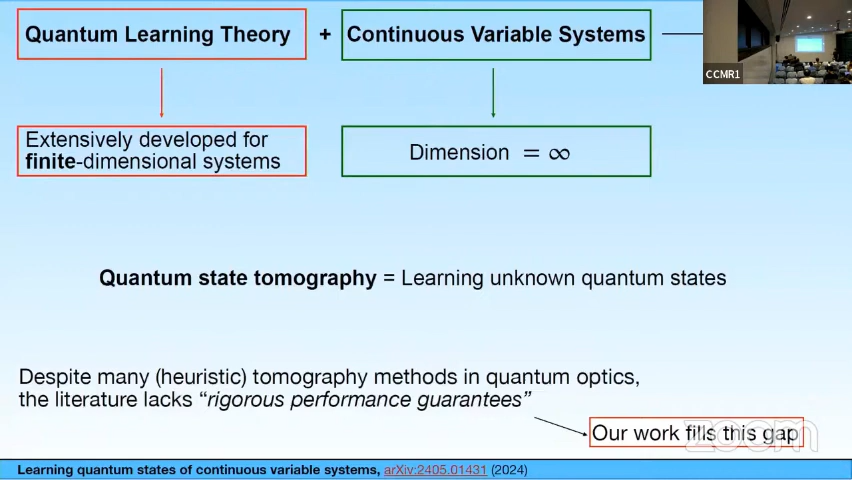 Quantum Learning Theory + Continuous Variable Systems
CCMR1
Extensively developed for
finite-dimensional systems
Dimension = ∞
Quantum state tomography = Learning unknown quantum states
Despite many (heuristic) tomography methods in quantum optics,
the literature lacks “rigorous performance guarantees”
Our work fills this gap
zoom
Learning quantum states of continuous variable systems, arXiv:2405.01431 (2024)